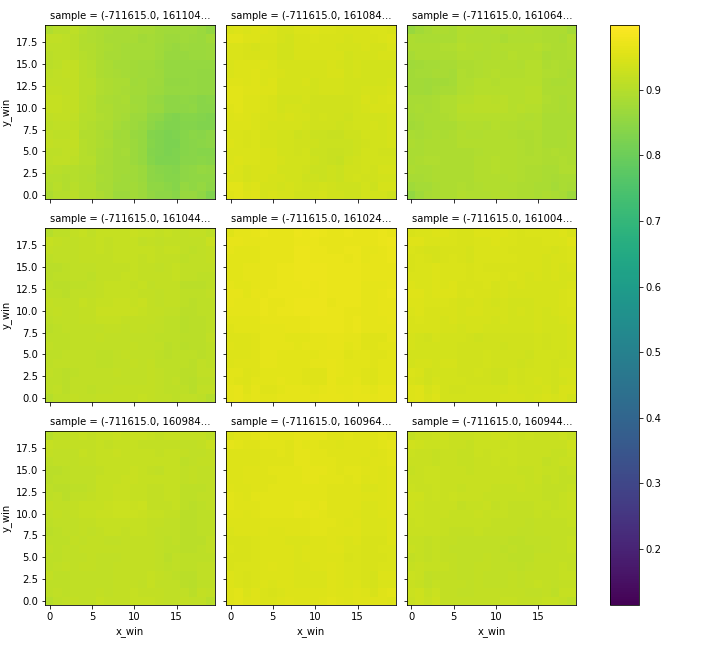 sample = (-711615.0, 161104...
sample = (-711615.0, 161084...
sample = (-711615.0, 161064...
y_win
17.5
15.0
12.5
10.0
7.5
5.0
2.5
0.0
sample = (-711615.0, 161044...
sample = (-711615.0, 161024...
sample = (-711615.0, 161004...
y_win
17.5
15.0
12.5
10.0
7.5
5.0
2.5
0.0
sample = (-711615.0, 160984...
sample = (-711615.0, 160964...
sample = (-711615.0, 160944...
y_win
17.5
15.0
12.5
10.0
7.5
5.0
2.5
0.0
0 5 10 15
x_win
0 5 10 15
x_win
0 5 10 15
x_win
0.9
0.8
0.7
0.6
0.5
0.4
0.3
0.2